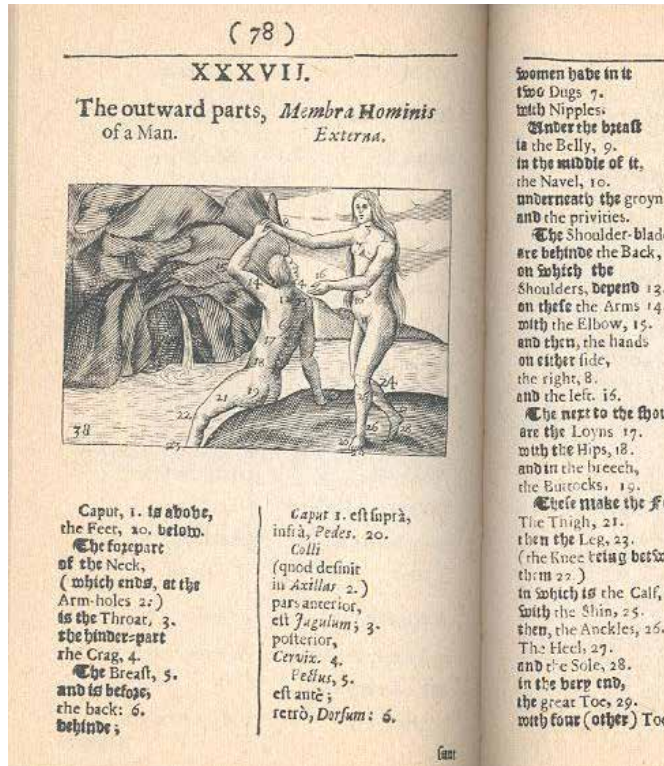 ( 78 )
XXXVII.
The outward parts,
of a Man.
Membra Hominis
Externa.
38
Caput, 1. is above,
the Feet, 20. below.
The forepart
of the Neck,
( which ends, at the
Arm-holes 2: )
is the Throat, 3.
the hinder-part
rhe Crag, 4.
The Breast, 5.
and is before,
the back: 6.
behinde;
Caput 1. est suprà,
infrà, Pedes. 20.
Colli
(quod desinit
in Axillas 2. )
pars anterior,
est Jugulum; 3.
posterior,
Cervix. 4.
Pectus, 5.
est antè;
retrò, Dorsum: 6.
sunt
women have in it
two Dugs 7.
with Nipples.
Under the breast
is the Belly, 9.
in the middle of it,
the Navel, 10.
underneath the groyn
and the privities.
The Shoulder-blade
are behinde the Back,
on which the
Shoulders, depend 13.
on these the Arms 14
with the Elbow, 15.
and then, the hands
on either side,
the right, 8.
and the left. 16.
The next to the
are the Loyns 17.
with the Hips, 18.
and in the breech,
the Buttocks. 19.
These make the
The Thigh, 21.
then the Leg, 23.
( the Knee being
them 22 )
in which is the Calf,
with the Shin, 25.
then, the Anckles, 26.
The Heel, 27.
and the Sole, 28.
in the very end,
the great Toe, 29.
with four (other)